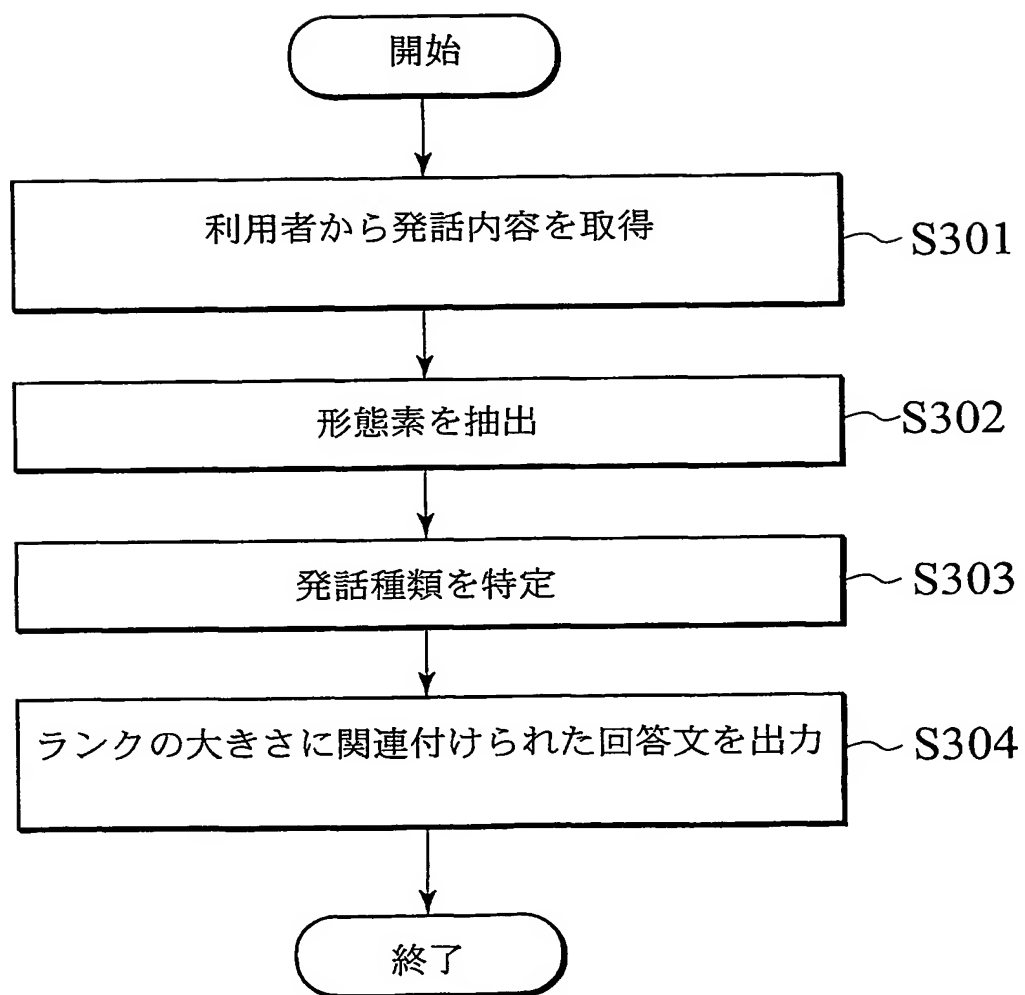 開始
利用者から発話内容を取得
S301
形態素を抽出
S302
発話種類を特定
S303
ランクの大きさに関連付けられた回答文を出力
S304
終了